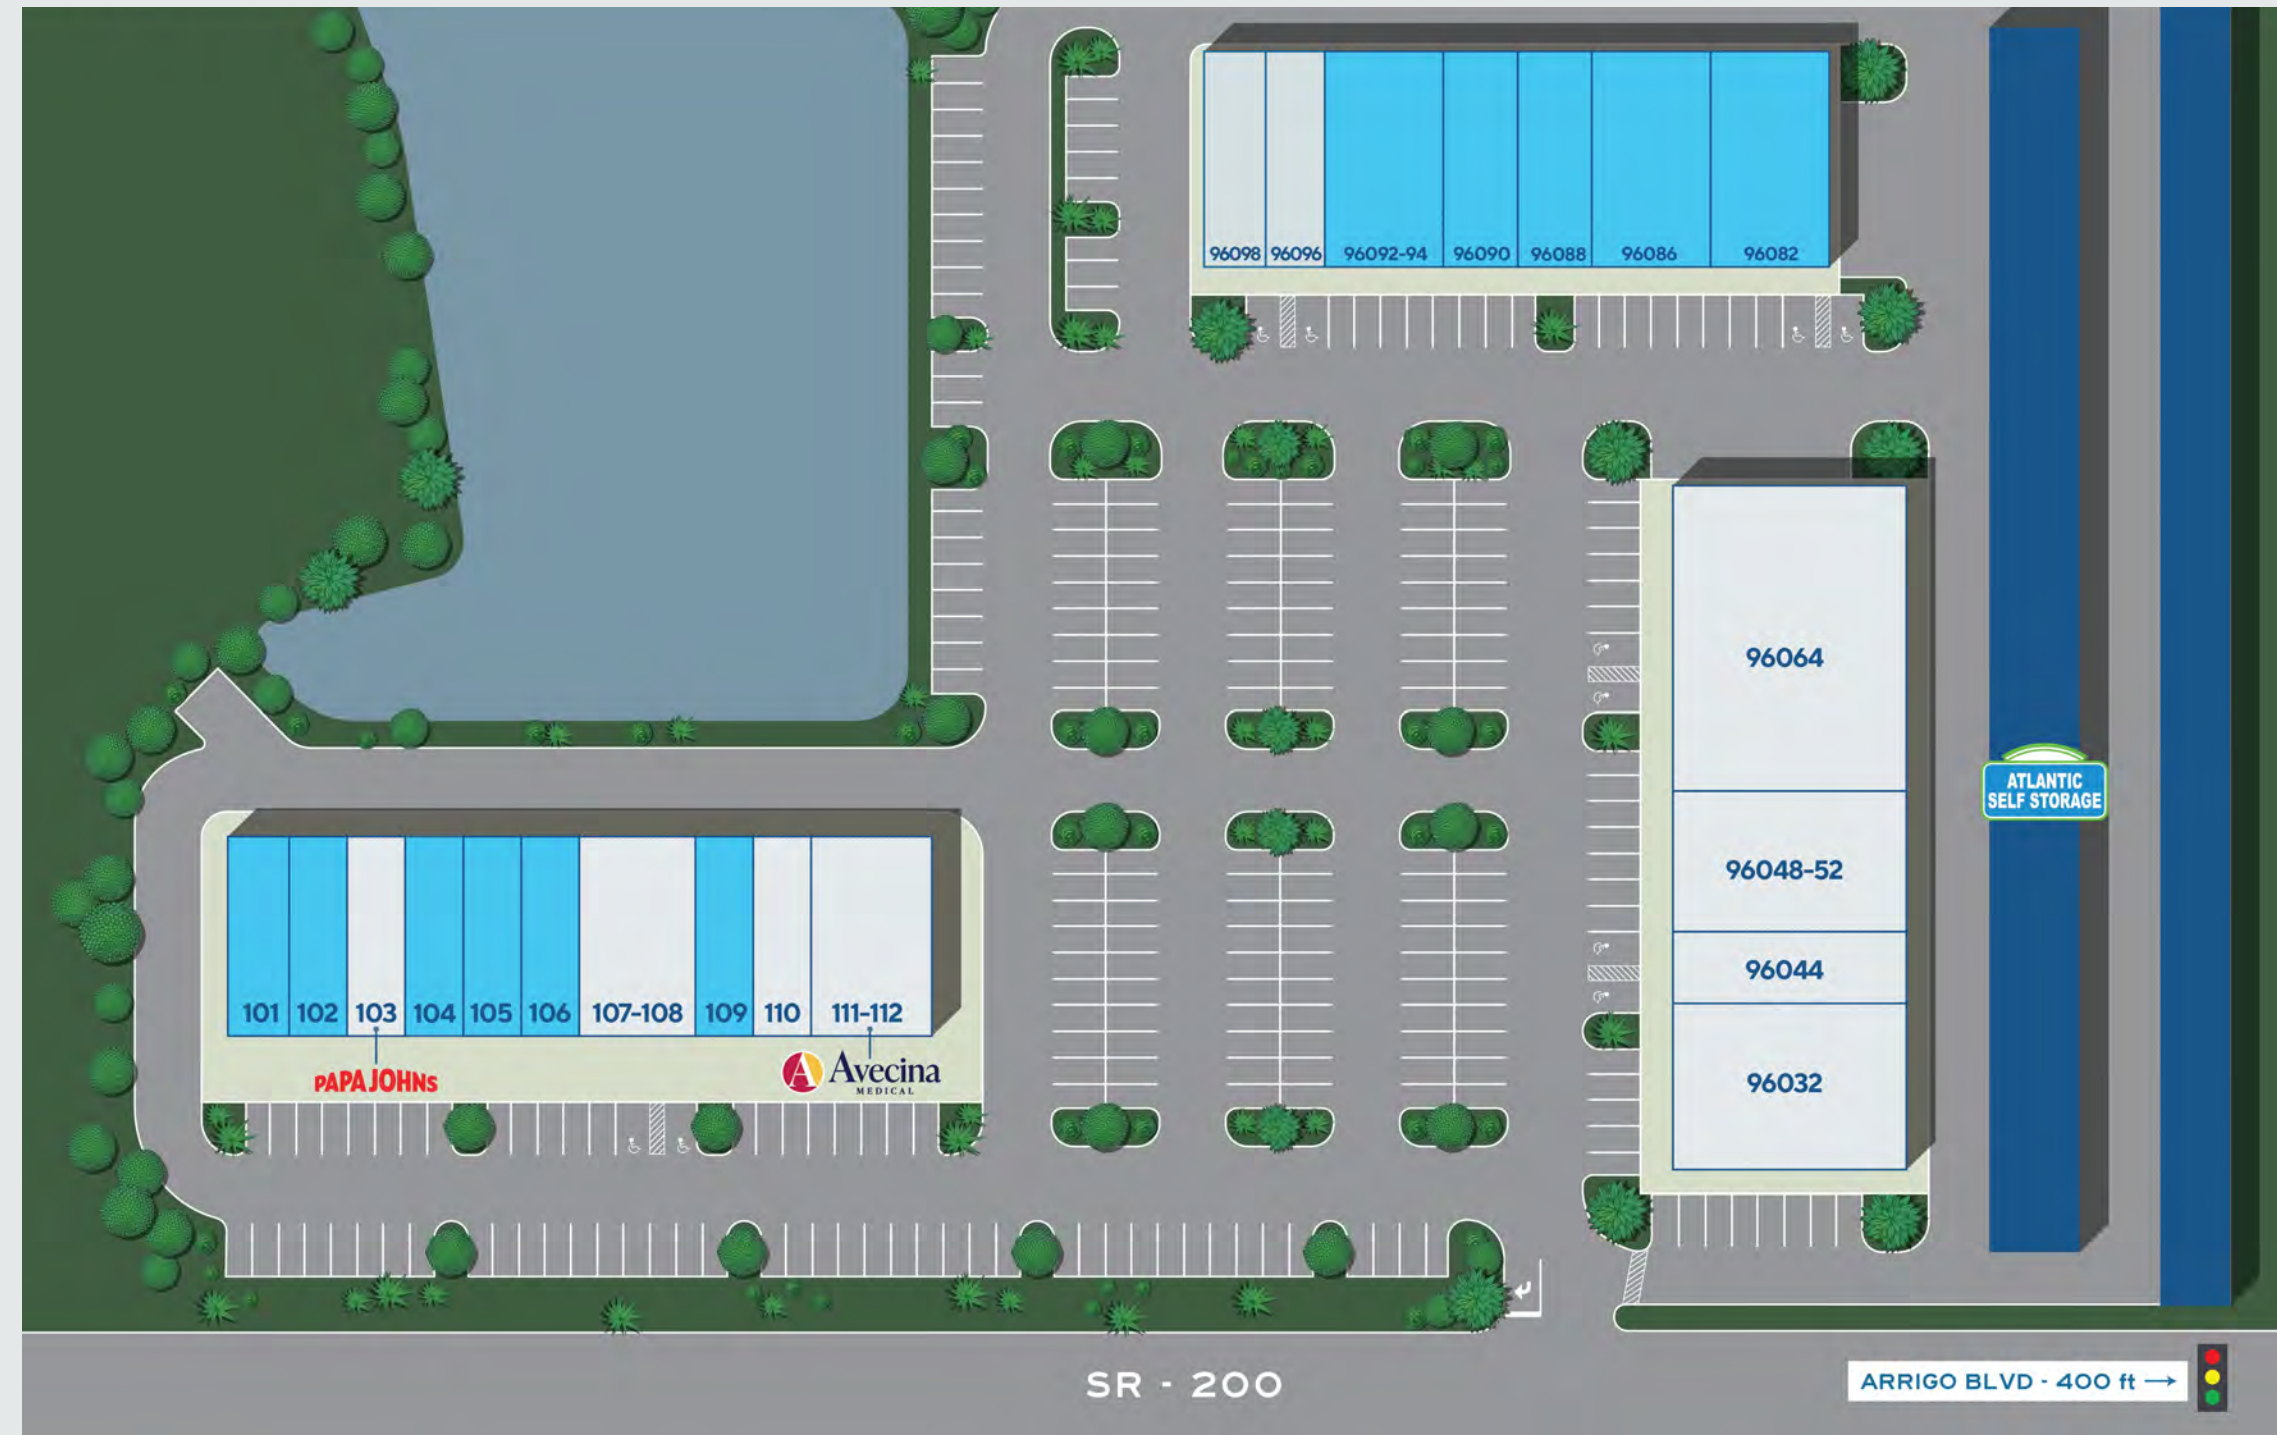 96098 96096 96092-94 96090 96088 96086 96082
96064
ATLANTIC
SELF STORAGE
96048-52
96044
101 102 103 104 105 106 107-108 109 110 111-112
PAPA JOHNS
A Avecina
MEDICAL
96032
SR - 200
ARRIGO BLVD - 400 ft →